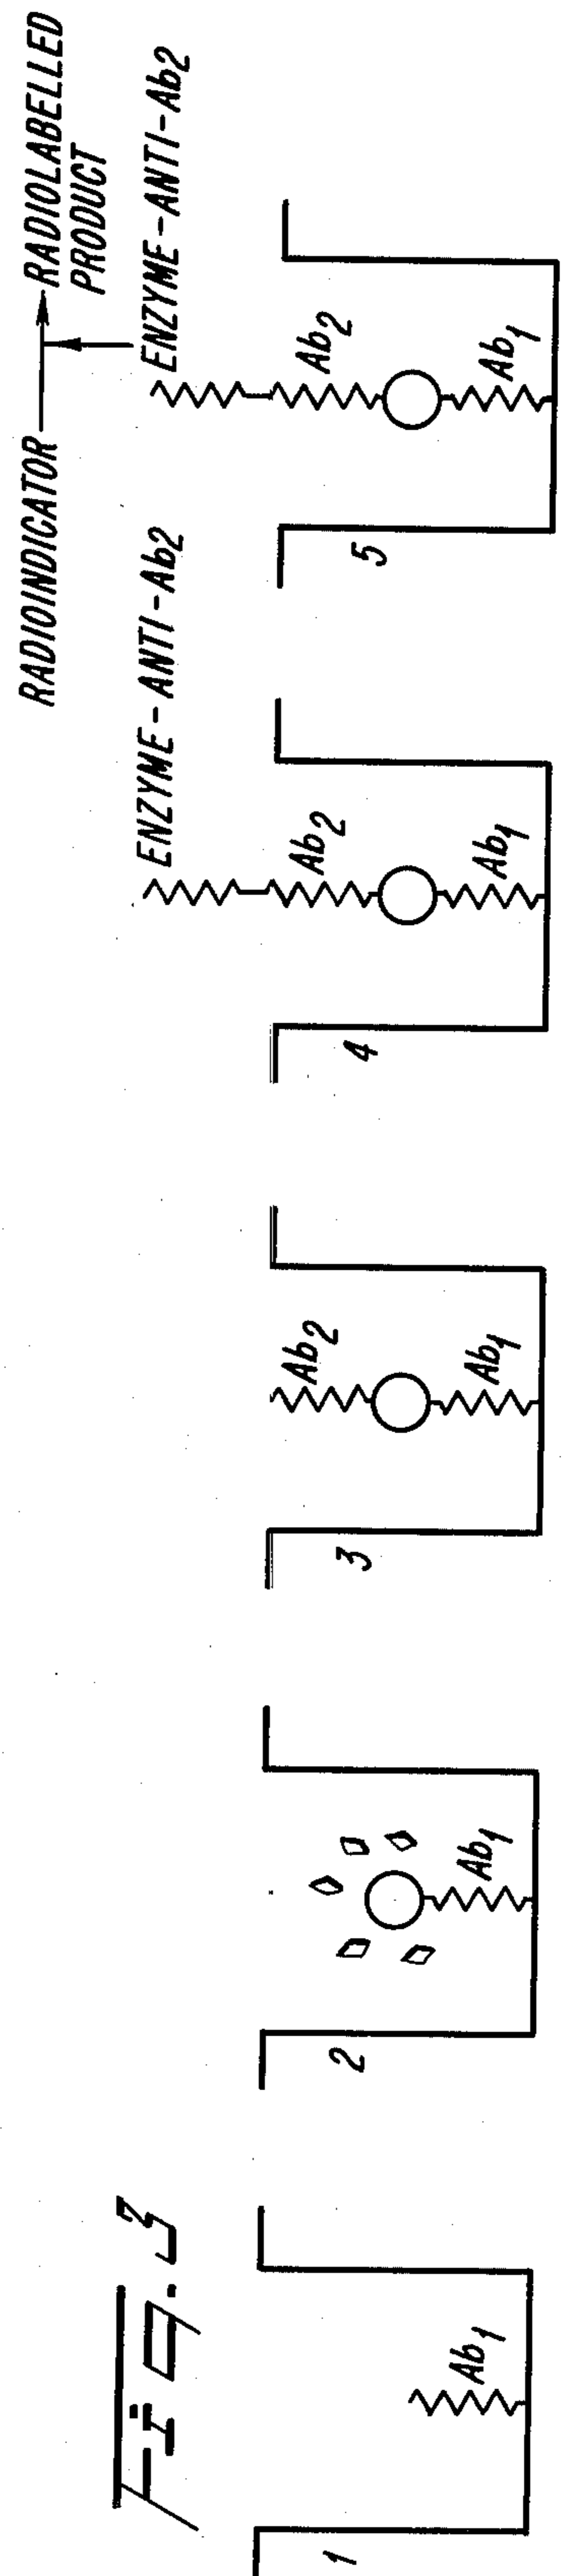 Fig. 3
1
Ab1
2
Ab1
3
Ab2
Ab1
4
ENZYME-ANTI-Ab2
Ab2
Ab1
5
RADIOINDICATOR
RADIOLABELLED
PRODUCT
ENZYME-ANTI-Ab2
Ab2
Ab1